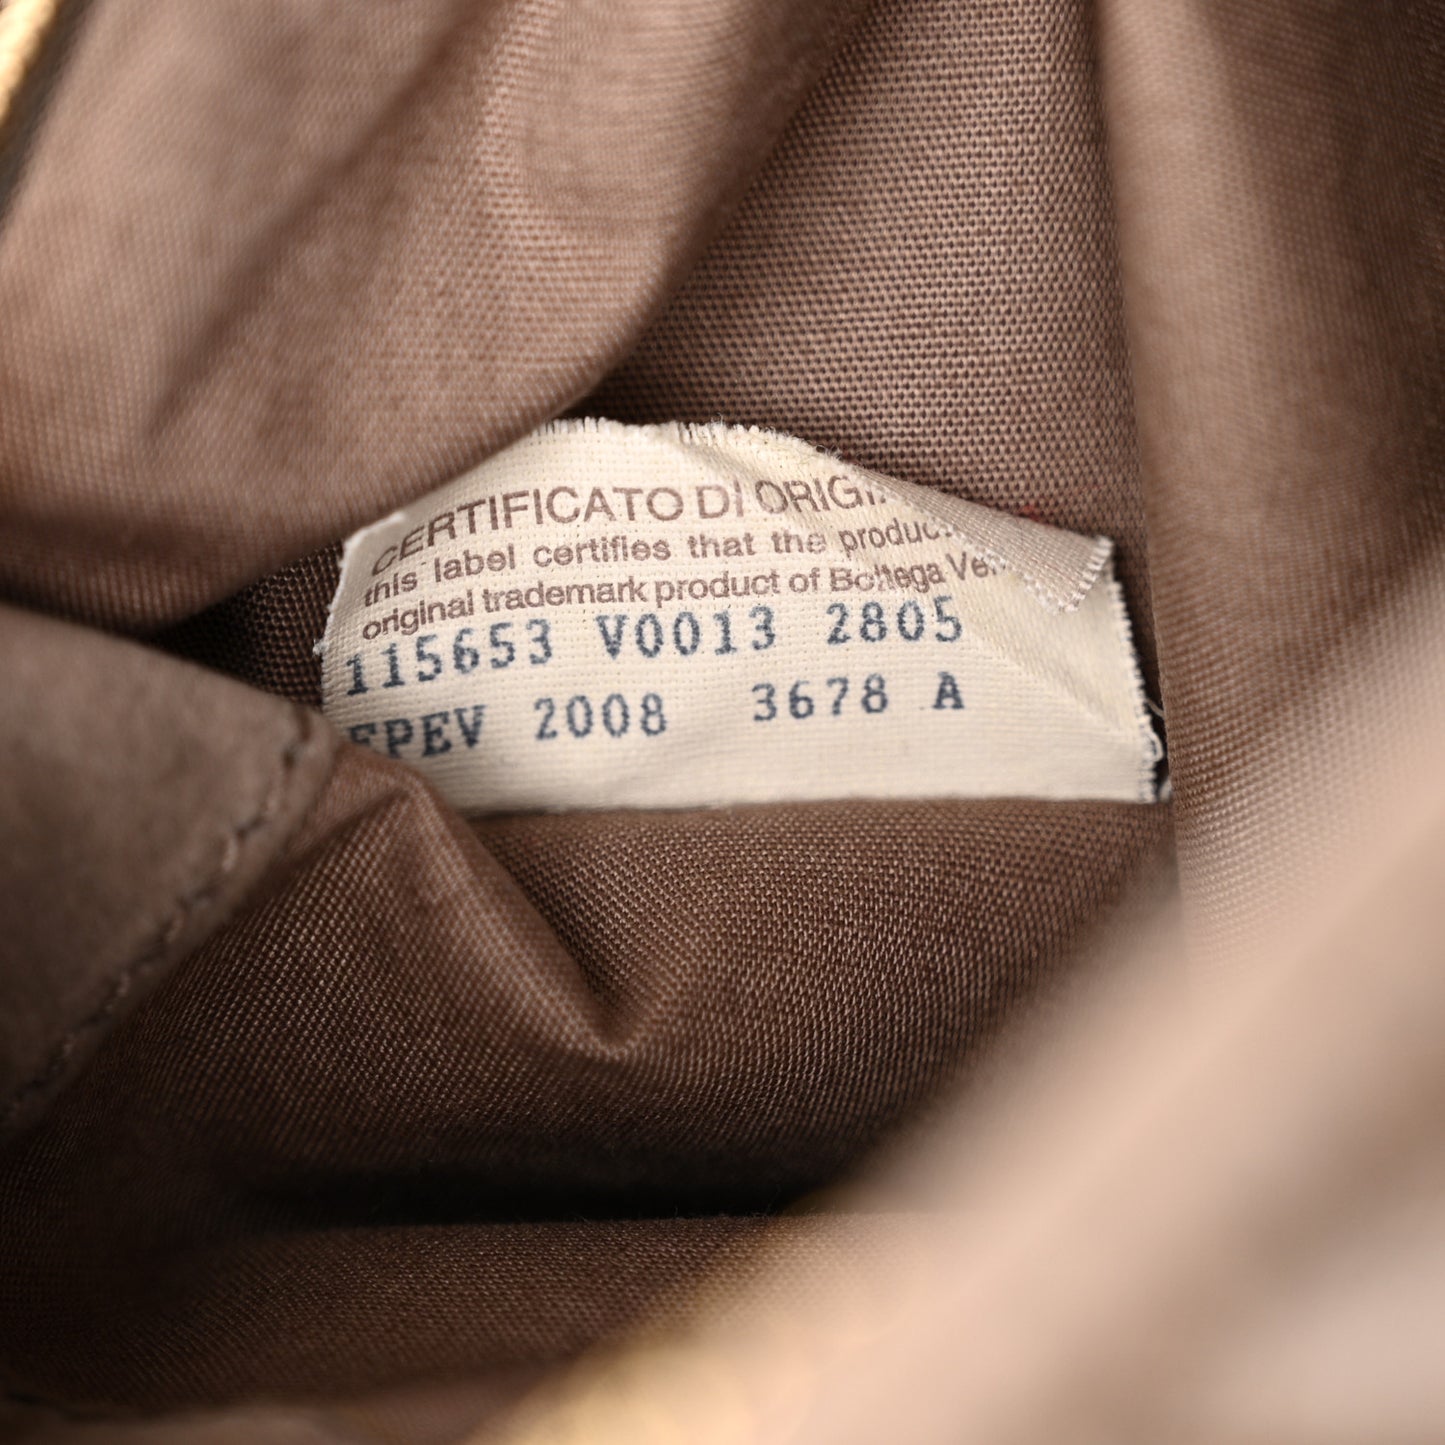 CERTIFICATO DI ORIGI
this label certifies that the produc
original trademark product of Bottega Ve
115653 V0013 2805
EPEV 2008 3678 A